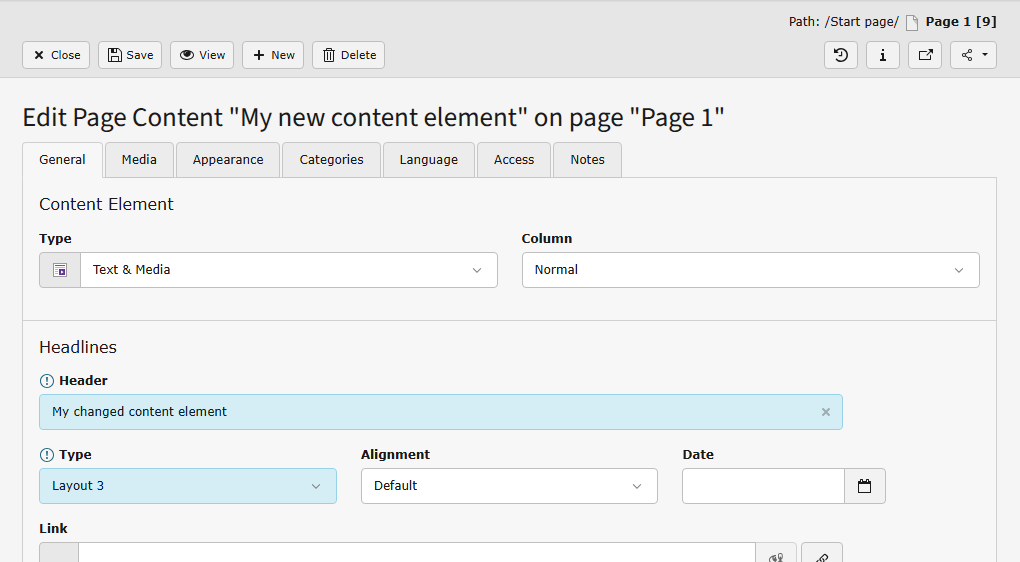 Path: /Start page/ Page 1 [9]
Close Save View New Delete
Edit Page Content "My new content element" on page "Page 1"
General Media Appearance Categories Language Access Notes
Content Element
Type Column
Text & Media Normal
Headlines
Header
My changed content element
Type Alignment Date
Layout 3 Default
Link